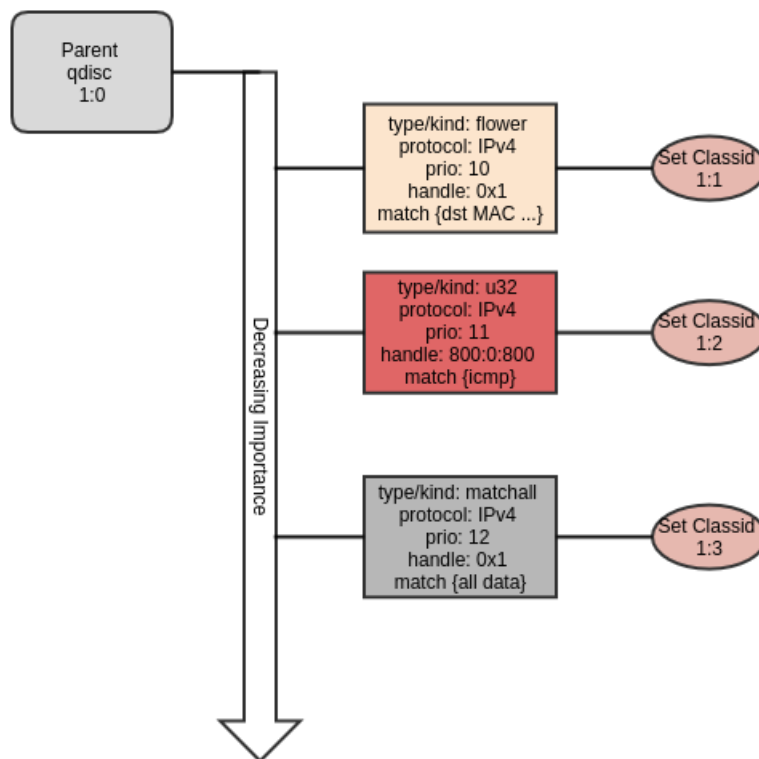 Parent
qdisc
1:0
type/kind: flower
protocol: IPv4
prio: 10
handle: 0x1
match {dst MAC ...}
Set Classid
1:1
type/kind: u32
protocol: IPv4
prio: 11
handle: 800:0:800
match {icmp}
Set Classid
1:2
Decreasing Importance
type/kind: matchall
protocol: IPv4
prio: 12
handle: 0x1
match {all data}
Set Classid
1:3